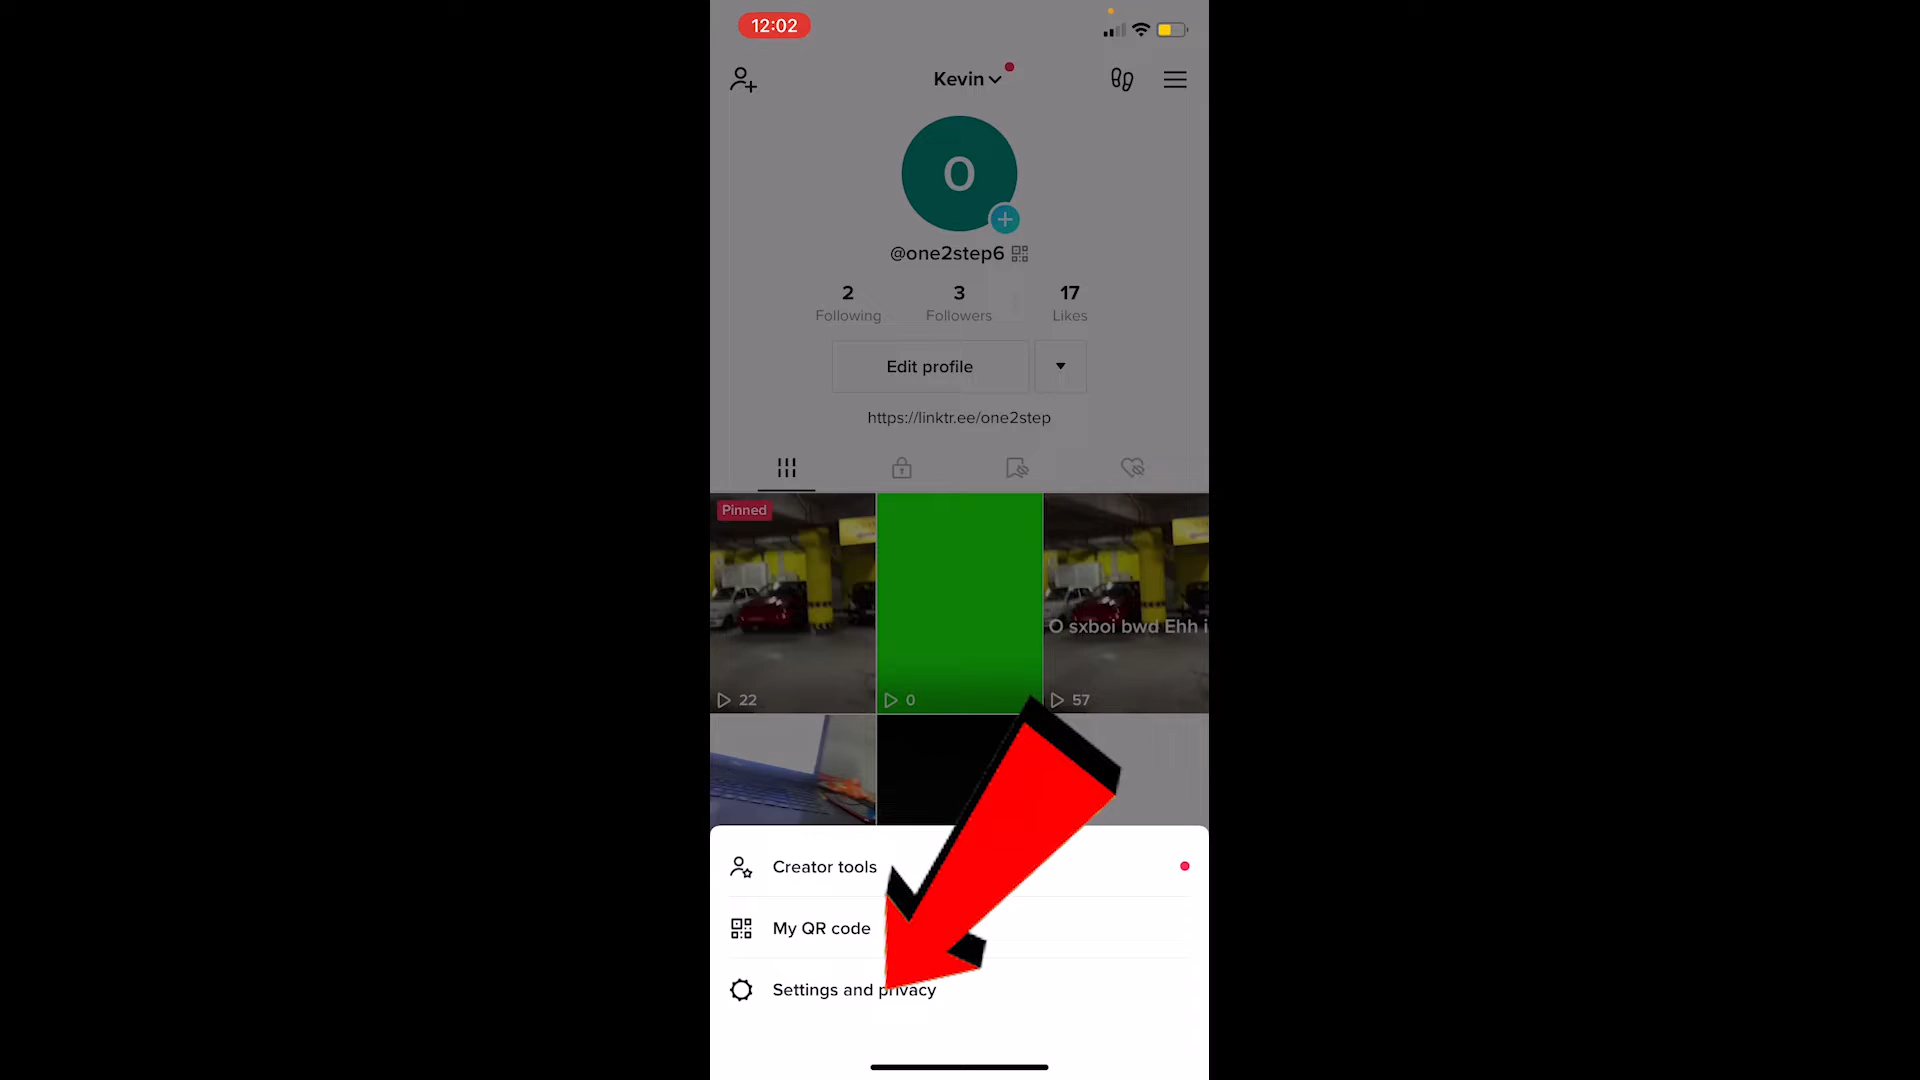 12:02
Kevin
O
@one2step6
2 3 17
Following Followers Likes
Edit profile
https://linktr.ee/one2step
Pinned
O sxboi bwd Ehh i
22 0 57
Creator tools
My QR code
Settings and privacy